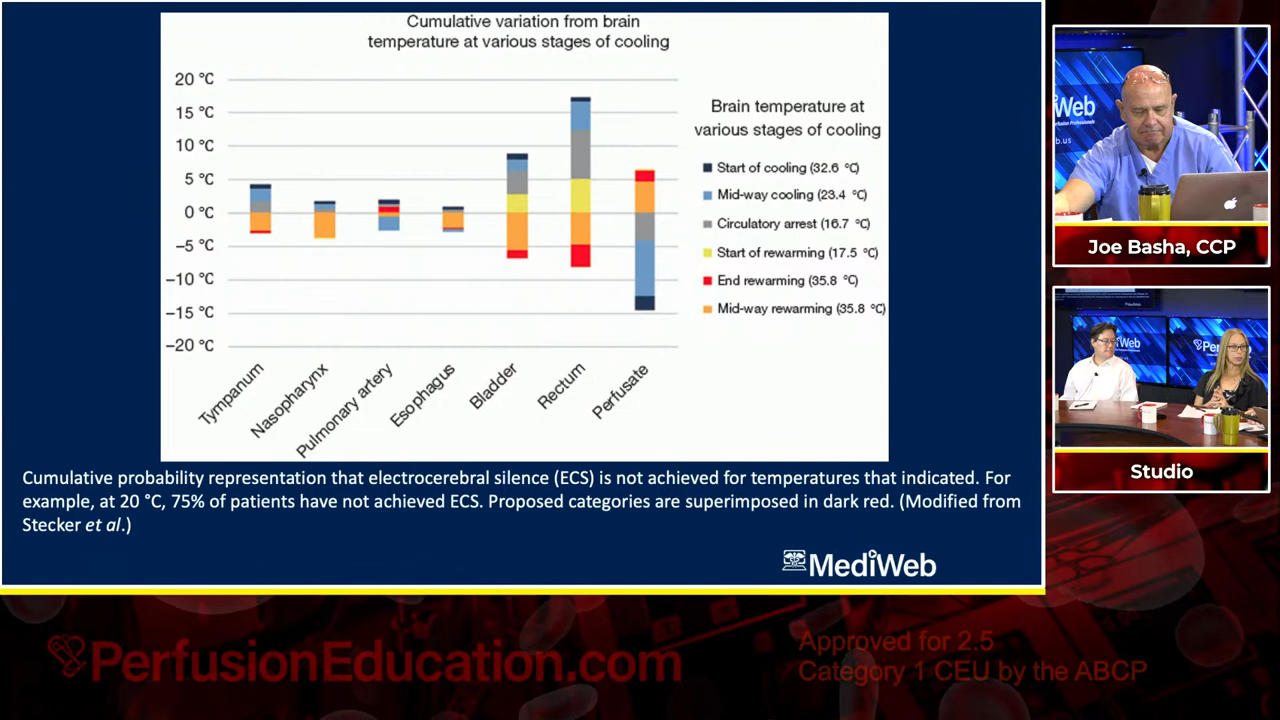 Cumulative variation from brain
temperature at various stages of cooling
20 °C
15 °C
10 °C
5 °C
0 °C
−5 °C
−10 °C
−15 °C
−20 °C
Tympanum
Nasopharynx
Pulmonary artery
Esophagus
Bladder
Rectum
Perfusate
Brain temperature at
various stages of cooling
Start of cooling (32.6 °C)
Mid-way cooling (23.4 °C)
Circulatory arrest (16.7 °C)
Start of rewarming (17.5 °C)
End rewarming (35.8 °C)
Mid-way rewarming (35.8 °C)
Cumulative probability representation that electrocerebral silence (ECS) is not achieved for temperatures that indicated. For
example, at 20 °C, 75% of patients have not achieved ECS. Proposed categories are superimposed in dark red. (Modified from
Stecker et al.)
MediWeb
Joe Basha, CCP
Studio
PerfusionEducation.com
Approved for 2.5
Category 1 CEU by the ABCP